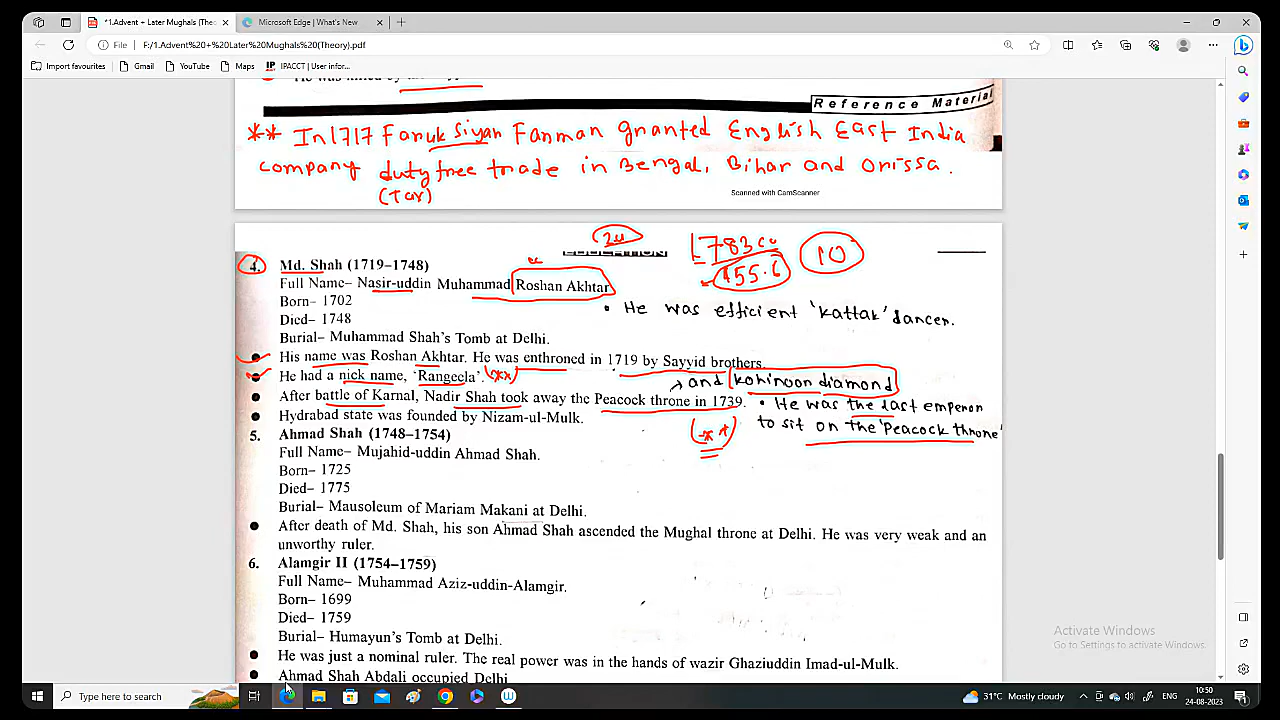 *1.Advent + Later Mughals (Theo
Microsoft Edge | What's New
File
F:/1.Advent%20+%20Later%20Mughals%20(Theory).pdf
Import favourites
Gmail
YouTube
Maps
IPACCT | User infor...
He was killed by
Reference Material
** In 1717 Faruk Siyan Fanman granted English East India
company duty free trade in Bengal, Bihar and Orissa.
(Tax)
Scanned with CamScanner
4. Md. Shah (1719–1748)
Full Name– Nasir-uddin Muhammad Roshan Akhtar
10
Born– 1702
• He was efficient 'kattak' dancer.
Died– 1748
Burial– Muhammad Shah's Tomb at Delhi.
• His name was Roshan Akhtar. He was enthroned in 1719 by Sayyid brothers.
• He had a nick name, 'Rangeela'. (**)
and kohinoon diamond
• After battle of Karnal, Nadir Shah took away the Peacock throne in 1739.
• He was the last emperon
to sit on the 'Peacock throne'
(**)
• Hydrabad state was founded by Nizam-ul-Mulk.
5. Ahmad Shah (1748–1754)
Full Name– Mujahid-uddin Ahmad Shah.
Born– 1725
Died– 1775
Burial– Mausoleum of Mariam Makani at Delhi.
• After death of Md. Shah, his son Ahmad Shah ascended the Mughal throne at Delhi. He was very weak and an
unworthy ruler.
6. Alamgir II (1754–1759)
Full Name– Muhammad Aziz-uddin-Alamgir.
Born– 1699
Died– 1759
Burial– Humayun's Tomb at Delhi.
• He was just a nominal ruler. The real power was in the hands of wazir Ghaziuddin Imad-ul-Mulk.
• Ahmad Shah Abdali occupied Delhi
Activate Windows
Go to Settings to activate Windows.
Type here to search
31°C Mostly cloudy
ENG
10:50
24-08-2023